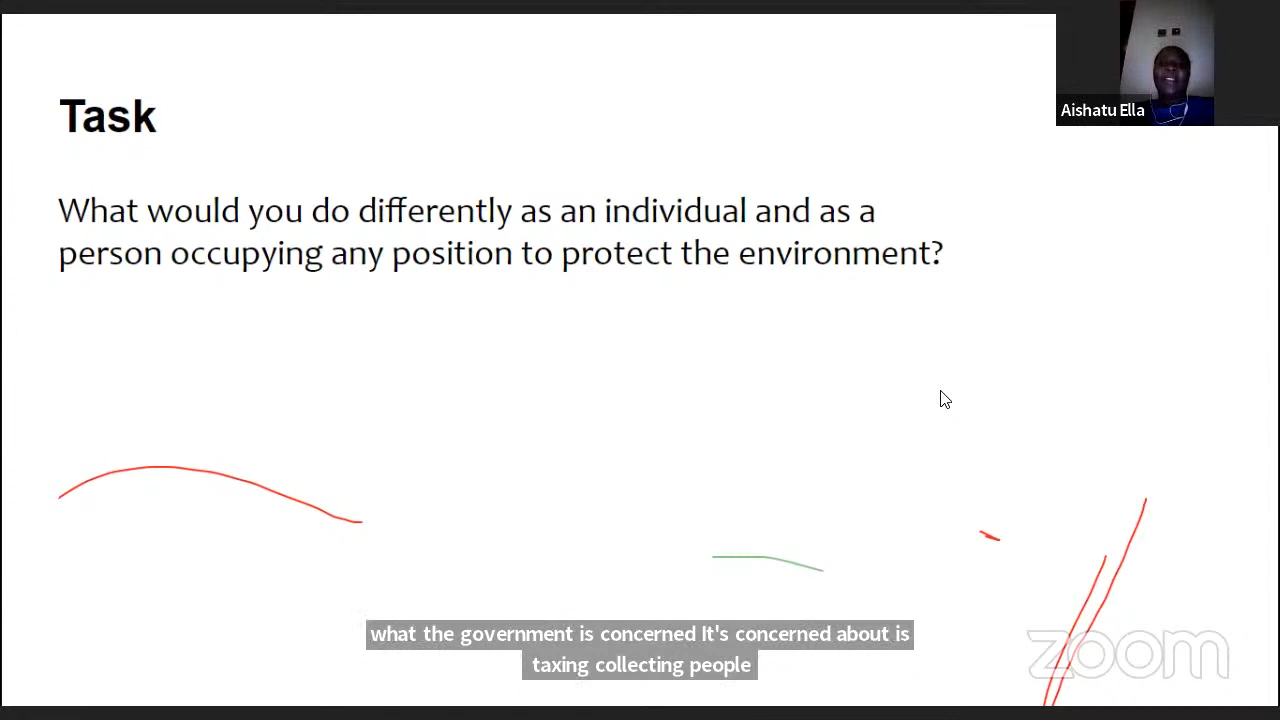 Task
Aishatu Ella
What would you do differently as an individual and as a
person occupying any position to protect the environment?
what the government is concerned It's concerned about is
taxing collecting people
zoom